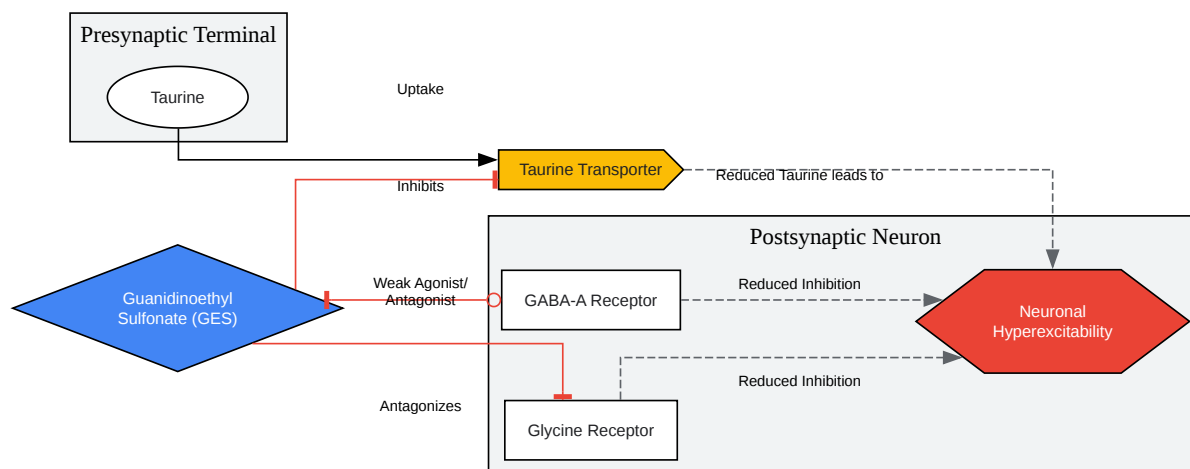 Presynaptic Terminal
Taurine
Uptake
Taurine Transporter
Inhibits
Reduced Taurine leads to
Postsynaptic Neuron
Guanidinoethyl
Sulfonate (GES)
Weak Agonist/
Antagonist
GABA-A Receptor
Reduced Inhibition
Neuronal
Hyperexcitability
Reduced Inhibition
Antagonizes
Glycine Receptor